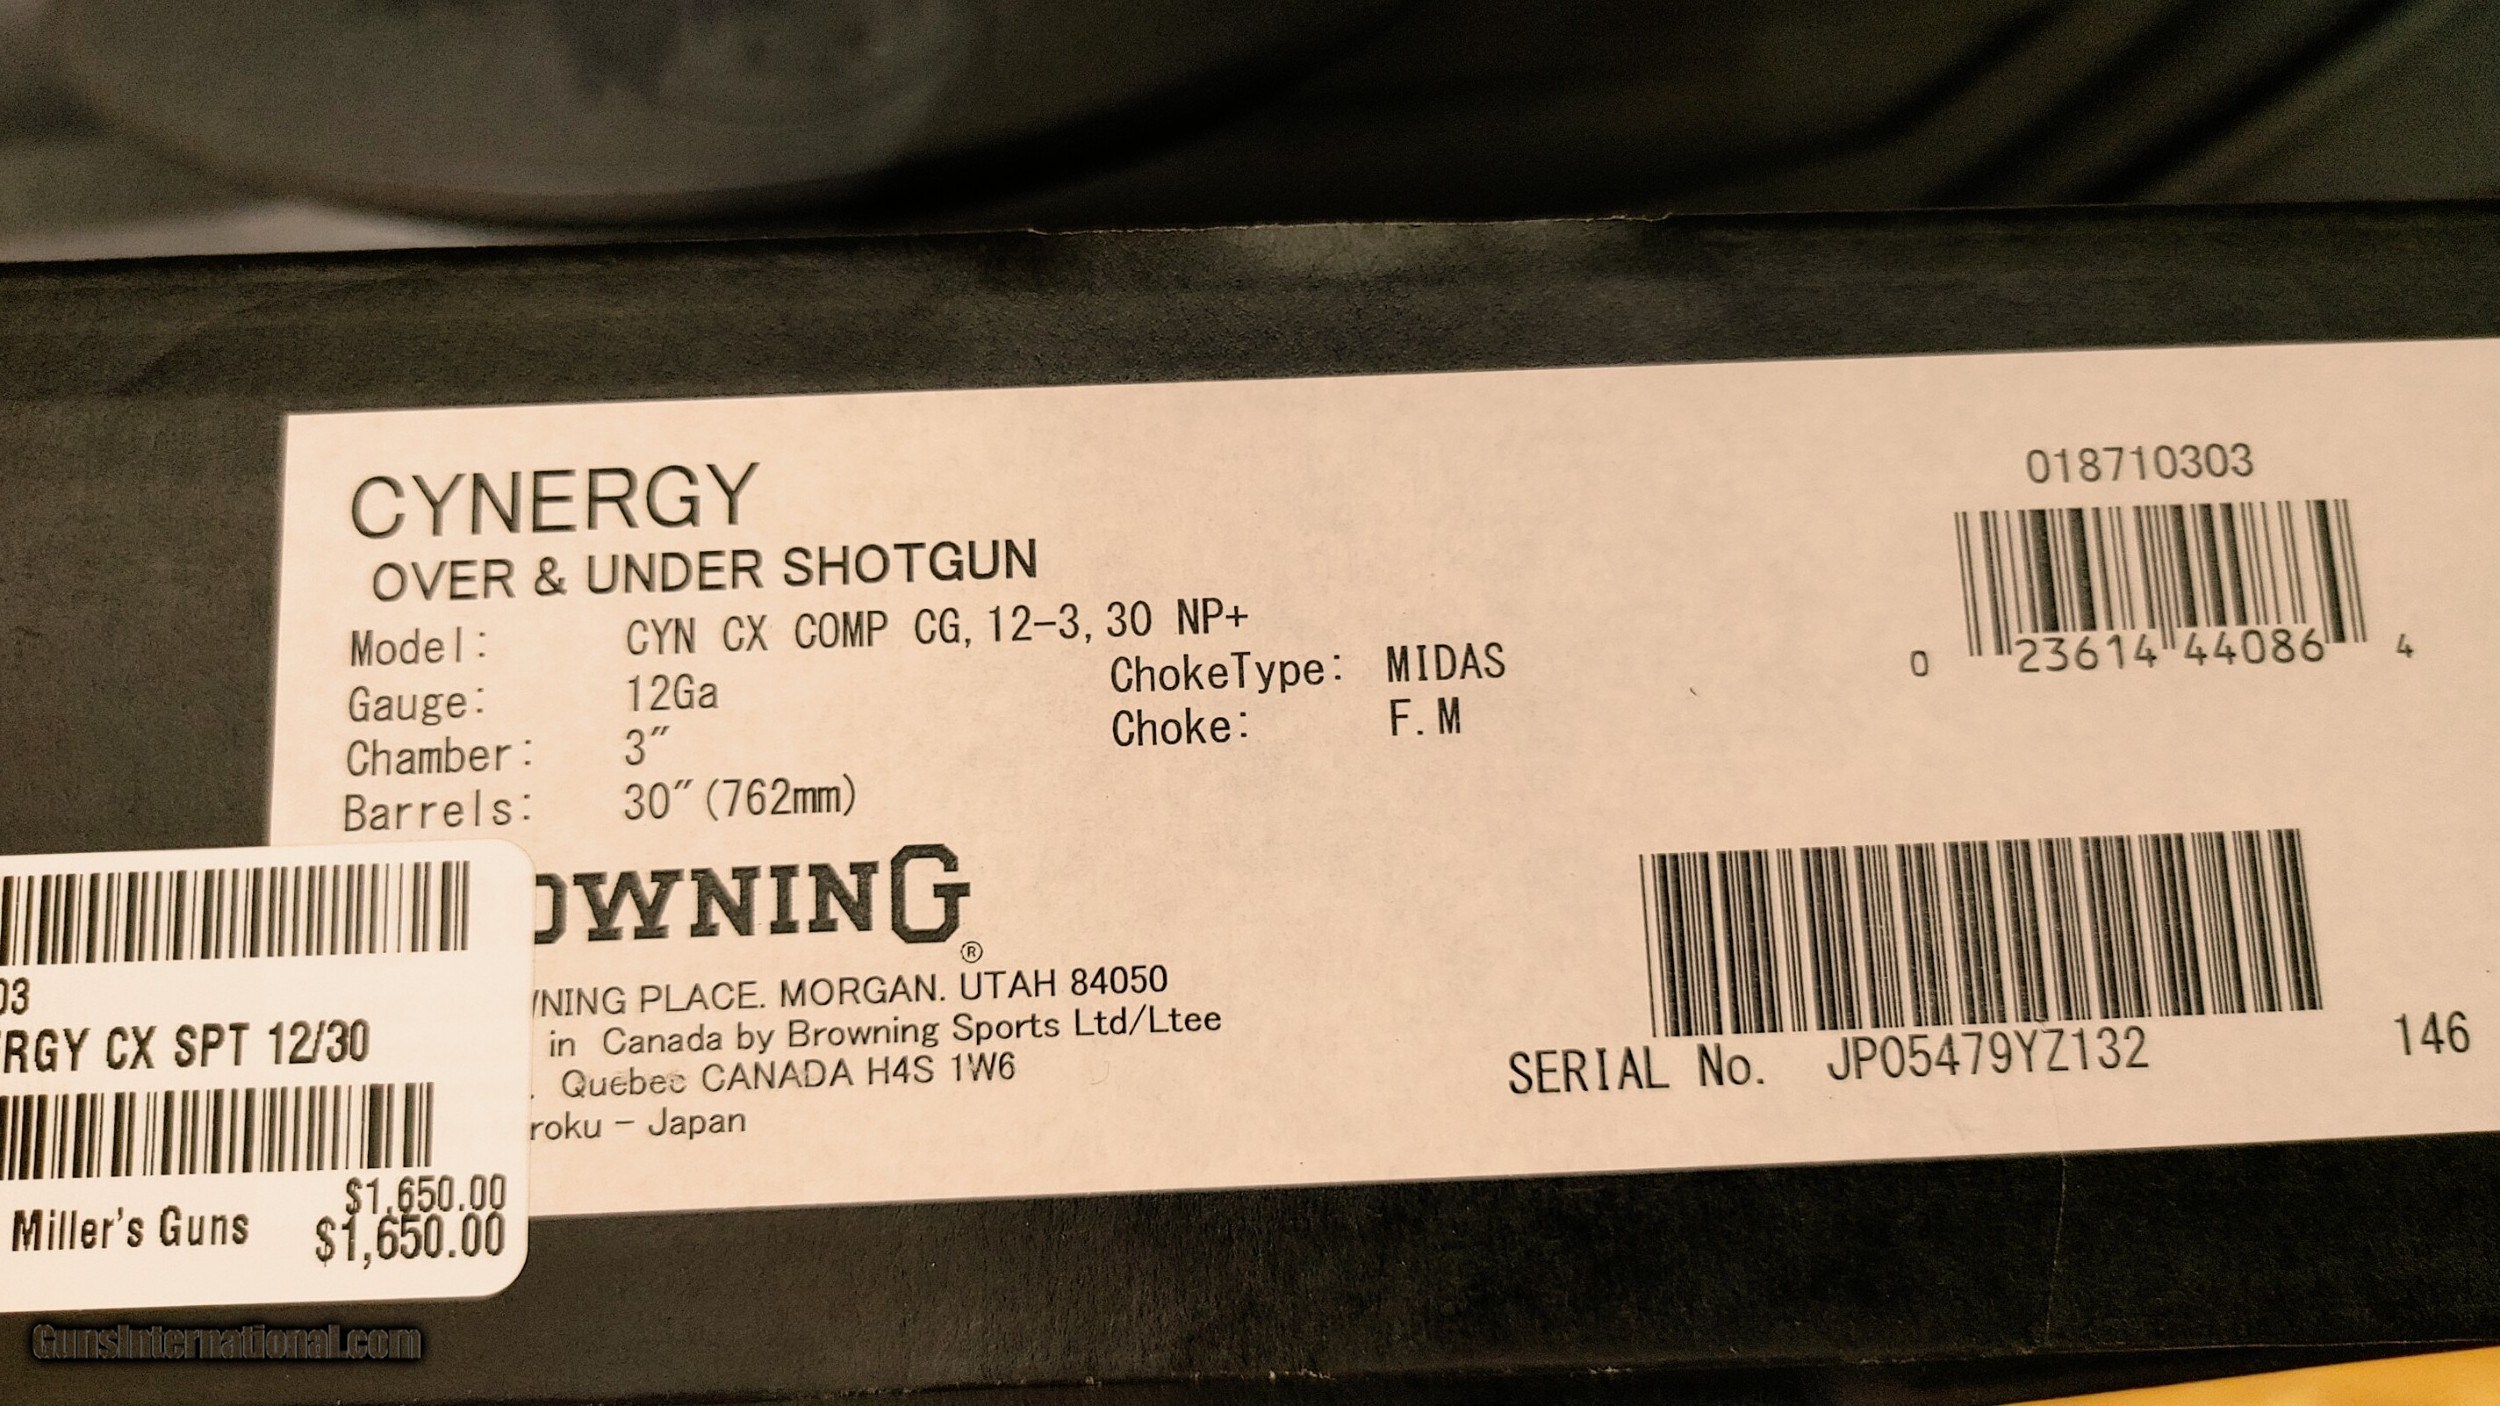 CYNERGY
OVER & UNDER SHOTGUN
Model: CYN CX COMP CG, 12-3, 30 NP+
Gauge: 12Ga
ChokeType: MIDAS
Chamber: 3"
Choke: F.M
Barrels: 30"(762mm)
018710303
0 23614 44086 4
OWNING®
WNING PLACE. MORGAN. UTAH 84050
in Canada by Browning Sports Ltd/Ltee
. Quebec CANADA H4S 1W6
roku - Japan
SERIAL No. JP05479YZ132
146
03
RGY CX SPT 12/30
$1,650.00
Miller's Guns $1,650.00
GunsInternational.com